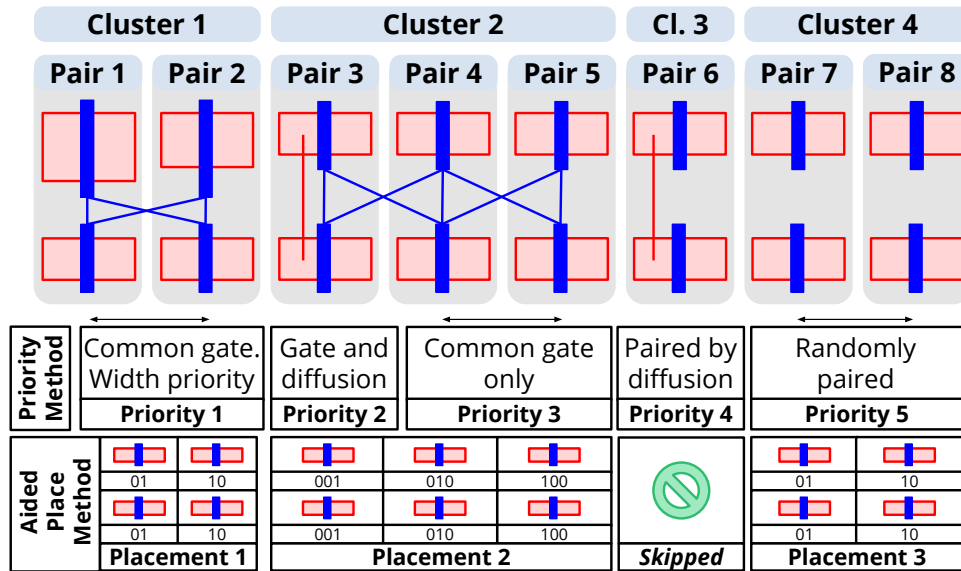 Cluster 1
Cluster 2
Cl. 3
Cluster 4
Pair 1
Pair 2
Pair 3
Pair 4
Pair 5
Pair 6
Pair 7
Pair 8
Priority
Method
Common gate.
Width priority
Priority 1
Gate and
diffusion
Priority 2
Common gate
only
Priority 3
Paired by
diffusion
Priority 4
Randomly
paired
Priority 5
Aided
Place
Method
01 10
01 10
Placement 1
001 010 100
001 010 100
Placement 2
Skipped
01 10
01 10
Placement 3